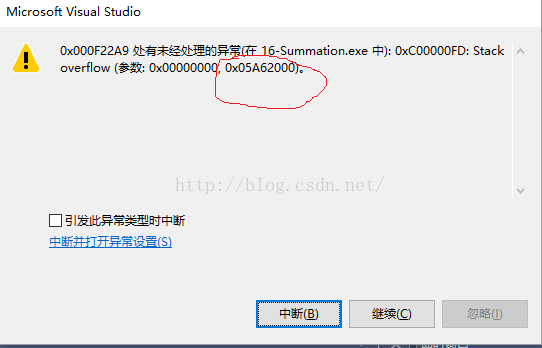 Microsoft Visual Studio
0x000F22A9 处有未经处理的异常(在 16-Summation.exe 中): 0xC00000FD: Stack
overflow (参数: 0x00000000, 0x05A62000)。
http://blog.csdn.net/
引发此异常类型时中断
中断并打开异常设置(S)
中断(B)
继续(C)
忽略(I)